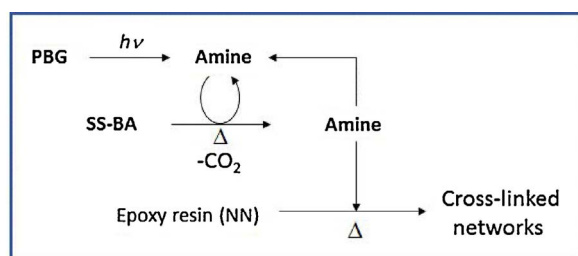 PBG hν Amine
SS-BA Δ Amine
-CO₂
Epoxy resin (NN) Δ Cross-linked
networks